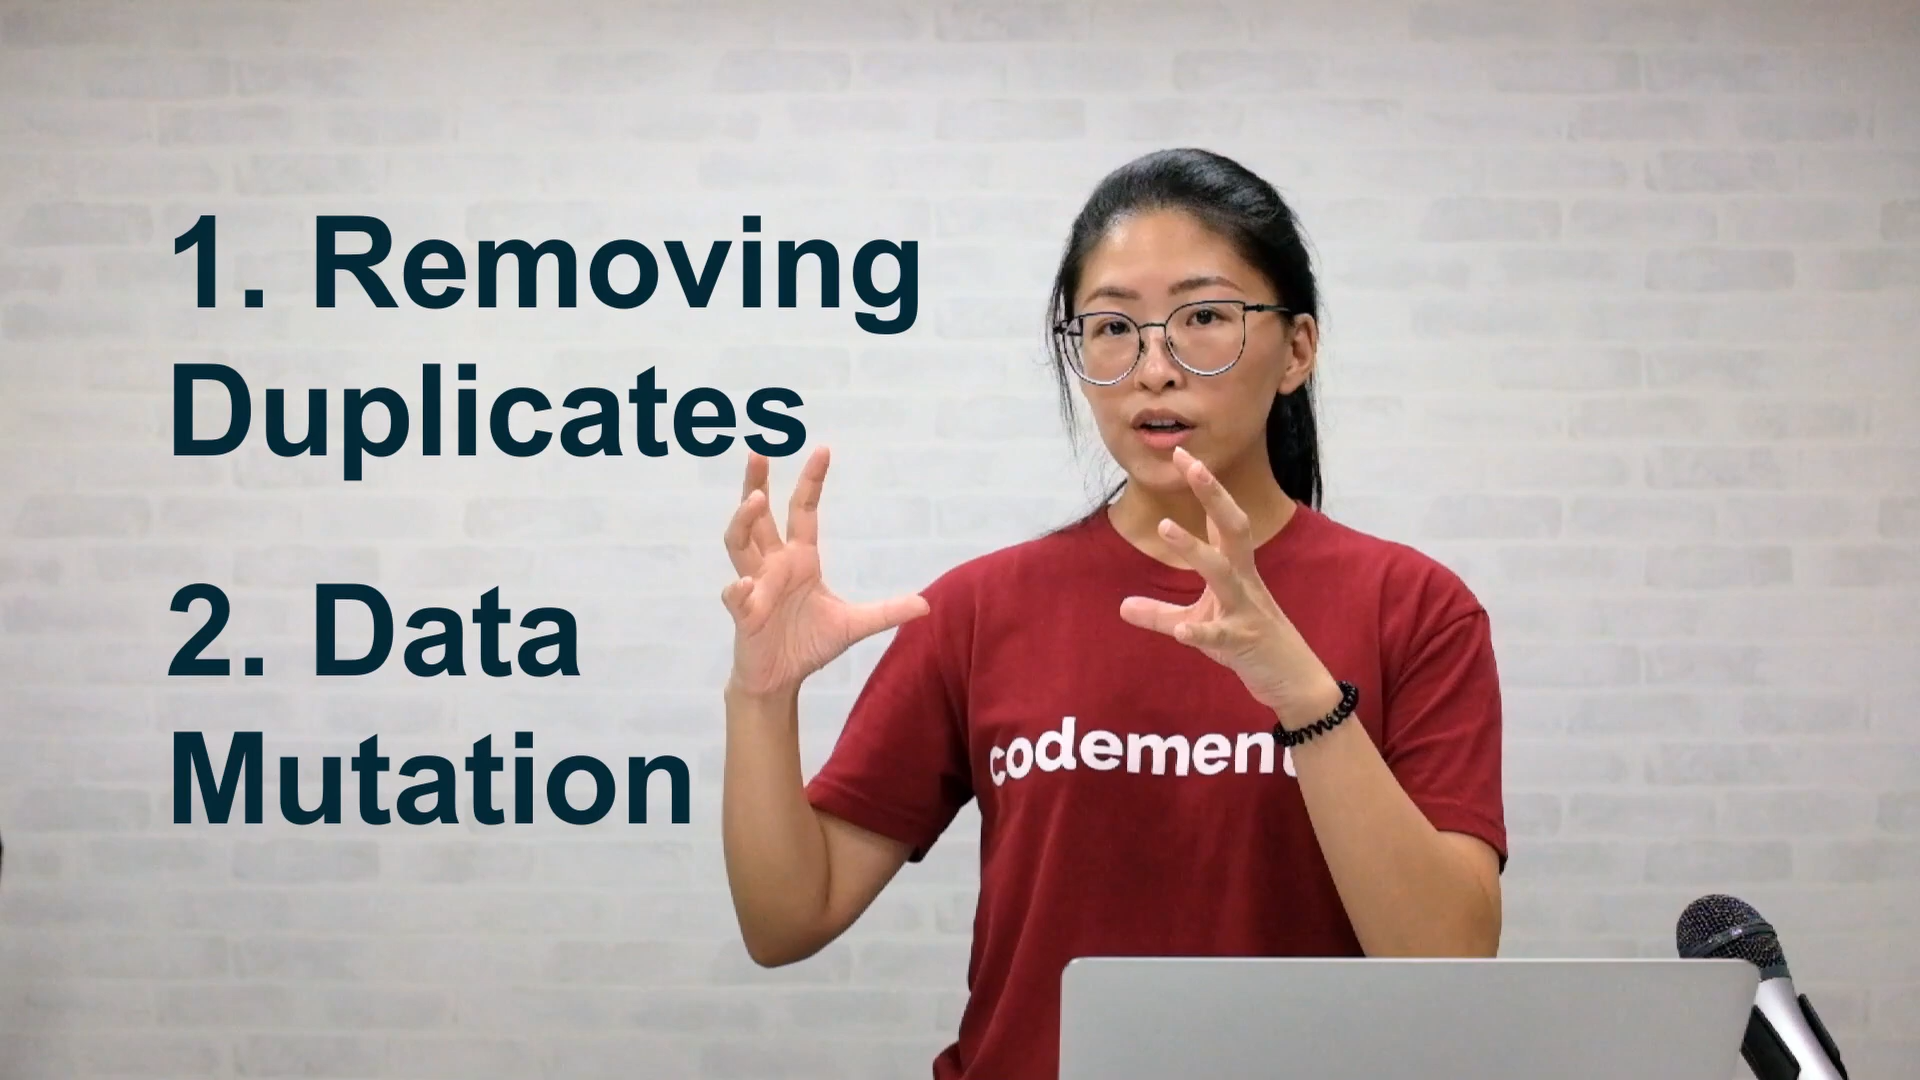 1. Removing
Duplicates
2. Data
Mutation
codement